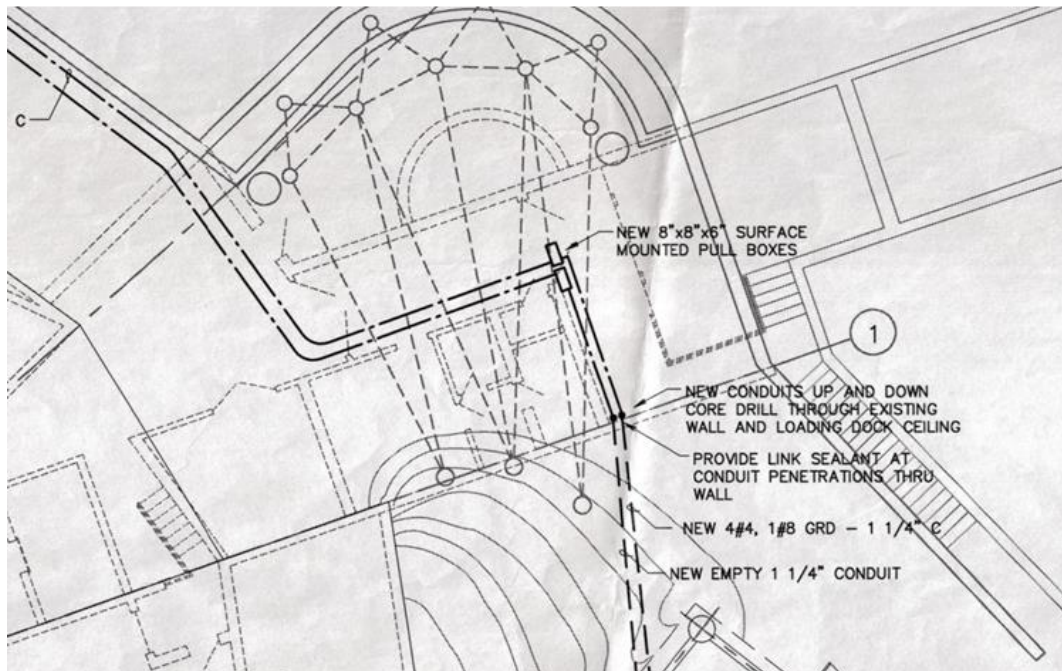 C
NEW 8"x8"x6" SURFACE
MOUNTED PULL BOXES
1
NEW CONDUITS UP AND DOWN
CORE DRILL THROUGH EXISTING
WALL AND LOADING DOCK CEILING
PROVIDE LINK SEALANT AT
CONDUIT PENETRATIONS THRU
WALL
NEW 4#4, 1#8 GRD - 1 1/4" C
NEW EMPTY 1 1/4" CONDUIT